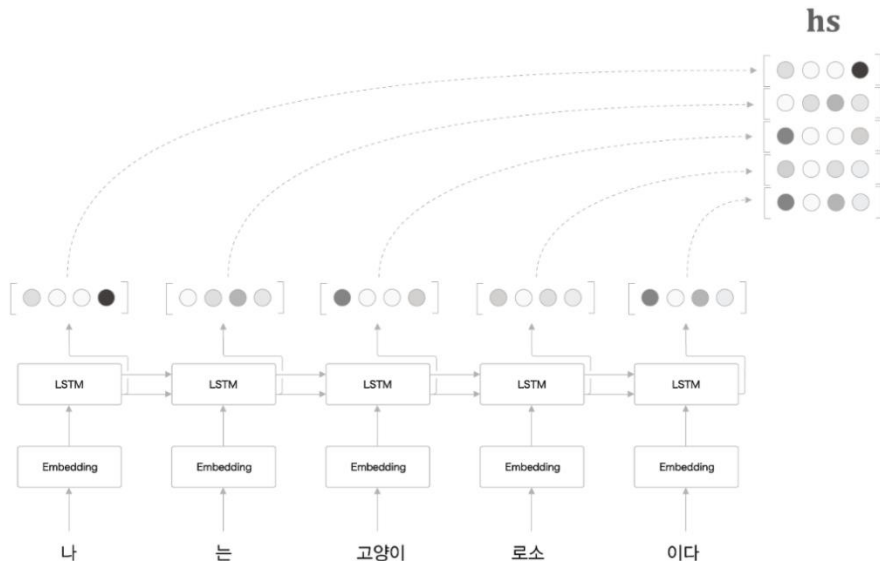 hs
LSTM LSTM LSTM LSTM LSTM
Embedding Embedding Embedding Embedding Embedding
나 는 고양이 로소 이다